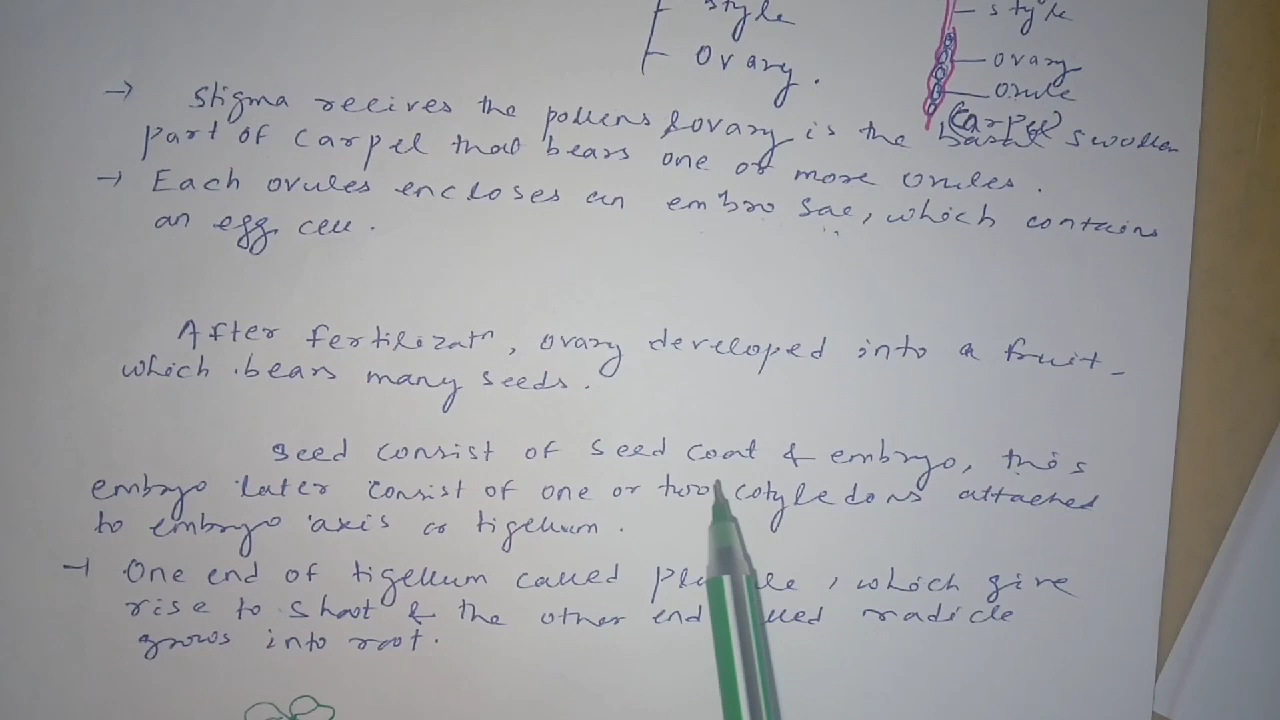 style
ovary.
style
ovary
ovule
Carpel
→ Stigma recives the pollens & ovary is the basal swollen
part of carpel that bears one or more ovules.
→ Each ovules encloses an embro sac, which contains
an egg cell.
After fertilizatn, ovary developed into a fruit
which bears many seeds.
seed consist of seed coat & embryo, this
embryo later consist of one or two cotyledons attached
to embryo axis or tigellum.
→ One end of tigellum called , which give
rise to shoot & the other end radicle
grows into root.